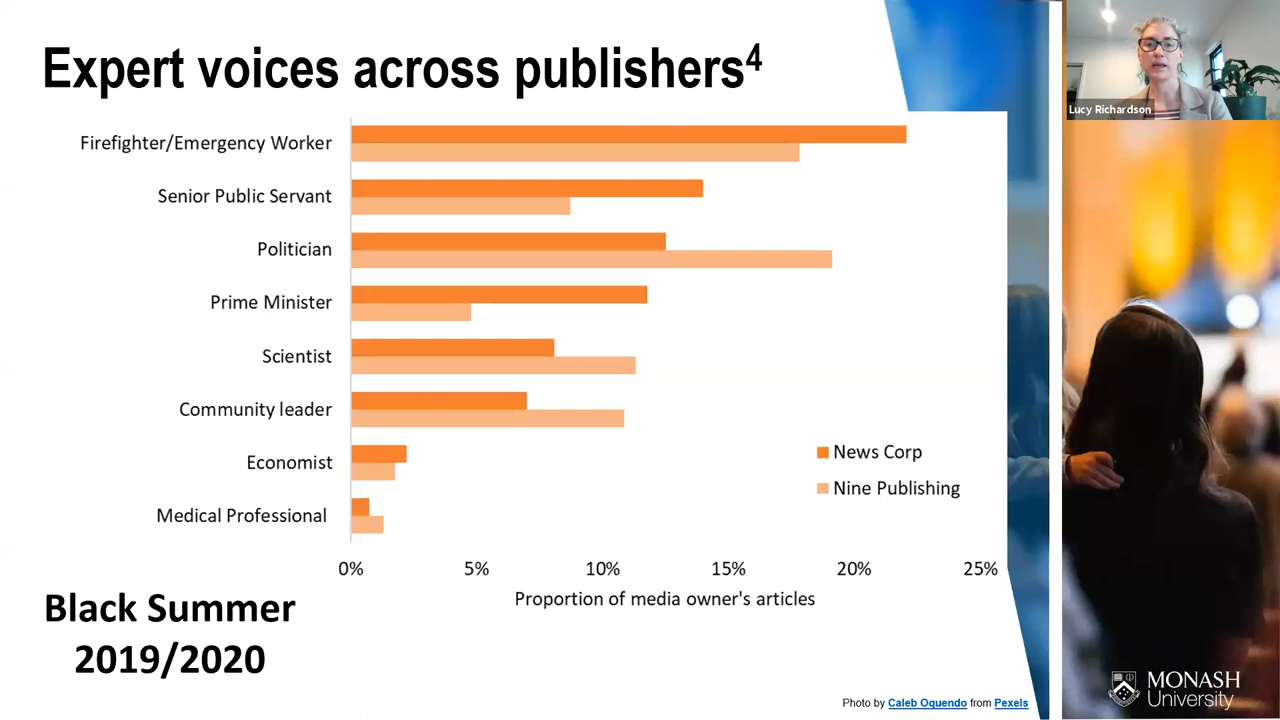 Expert voices across publishers⁴
Lucy Richardson
Firefighter/Emergency Worker
Senior Public Servant
Politician
Prime Minister
Scientist
Community leader
Economist
Medical Professional
News Corp
Nine Publishing
0% 5% 10% 15% 20% 25%
Proportion of media owner's articles
Black Summer
2019/2020
Photo by Caleb Oquendo from Pexels
MONASH
University